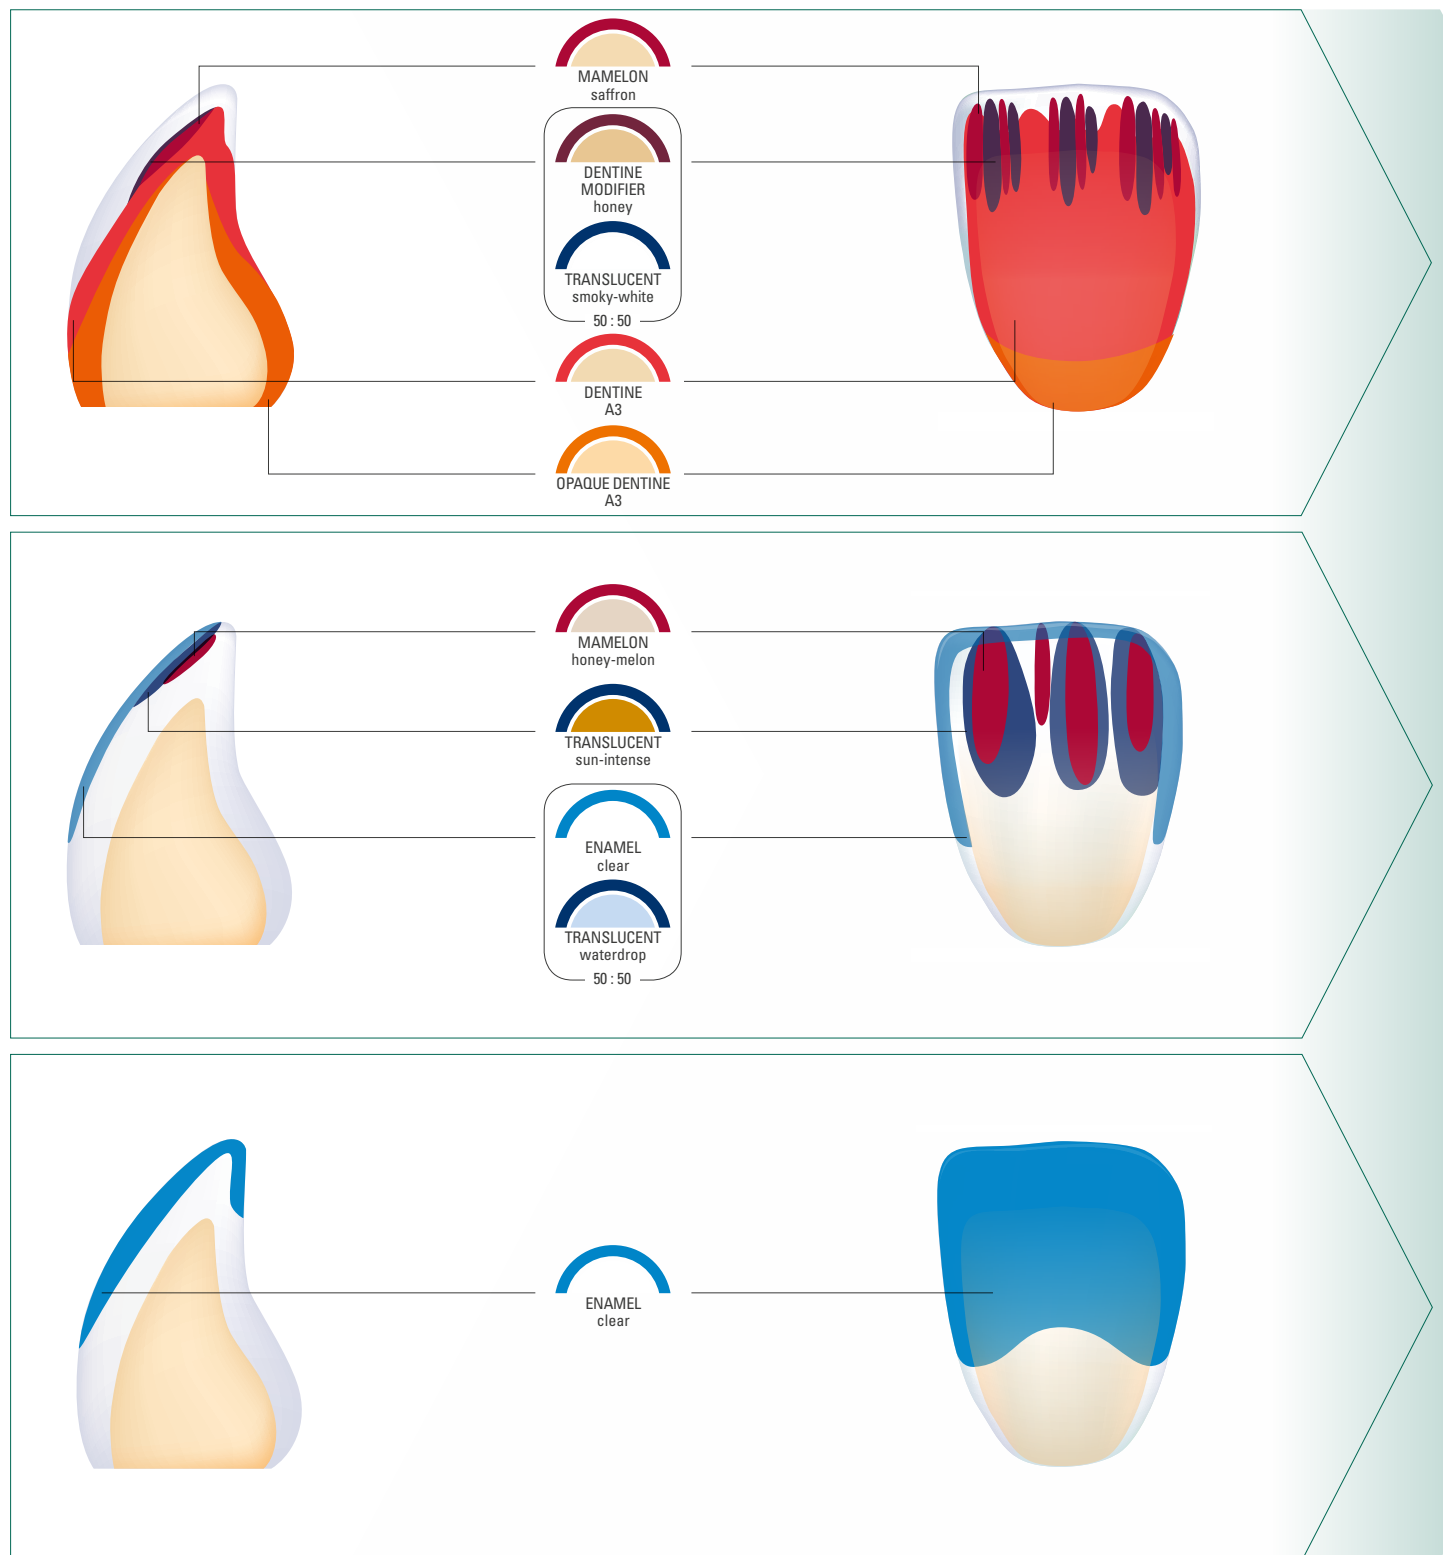 MAMELON
saffron
DENTINE
MODIFIER
honey
TRANSLUCENT
smoky-white
50 : 50
DENTINE
A3
OPAQUE DENTINE
A3
MAMELON
honey-melon
TRANSLUCENT
sun-intense
ENAMEL
clear
TRANSLUCENT
waterdrop
50 : 50
ENAMEL
clear